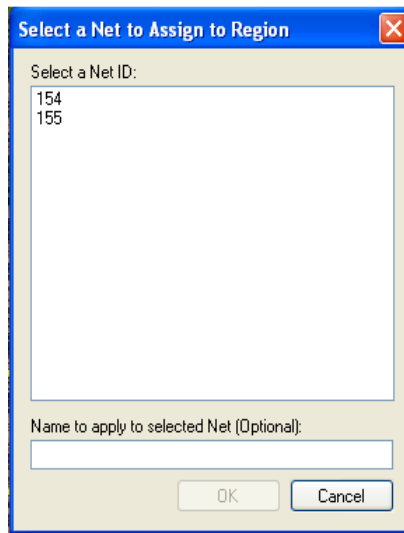 Select a Net to Assign to Region
Select a Net ID:
154
155
Name to apply to selected Net (Optional):
OK
Cancel